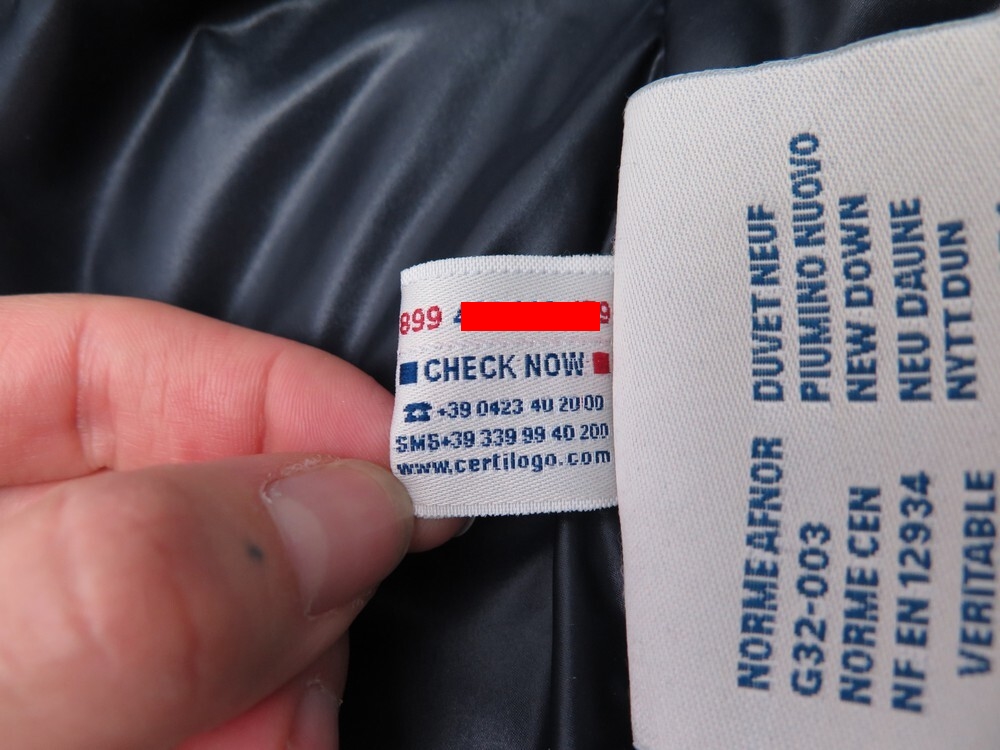 899
CHECK NOW
+39 0423 40 20 00
SMS+39 339 99 40 200
www.certilogo.com
DUVET NEUF
PIUMINO NUOVO
NEW DOWN
NEU DAUNE
NYTT DUN
NORME AFNOR
G32-003
NORME CEN
NF EN 12934
VERITABLE